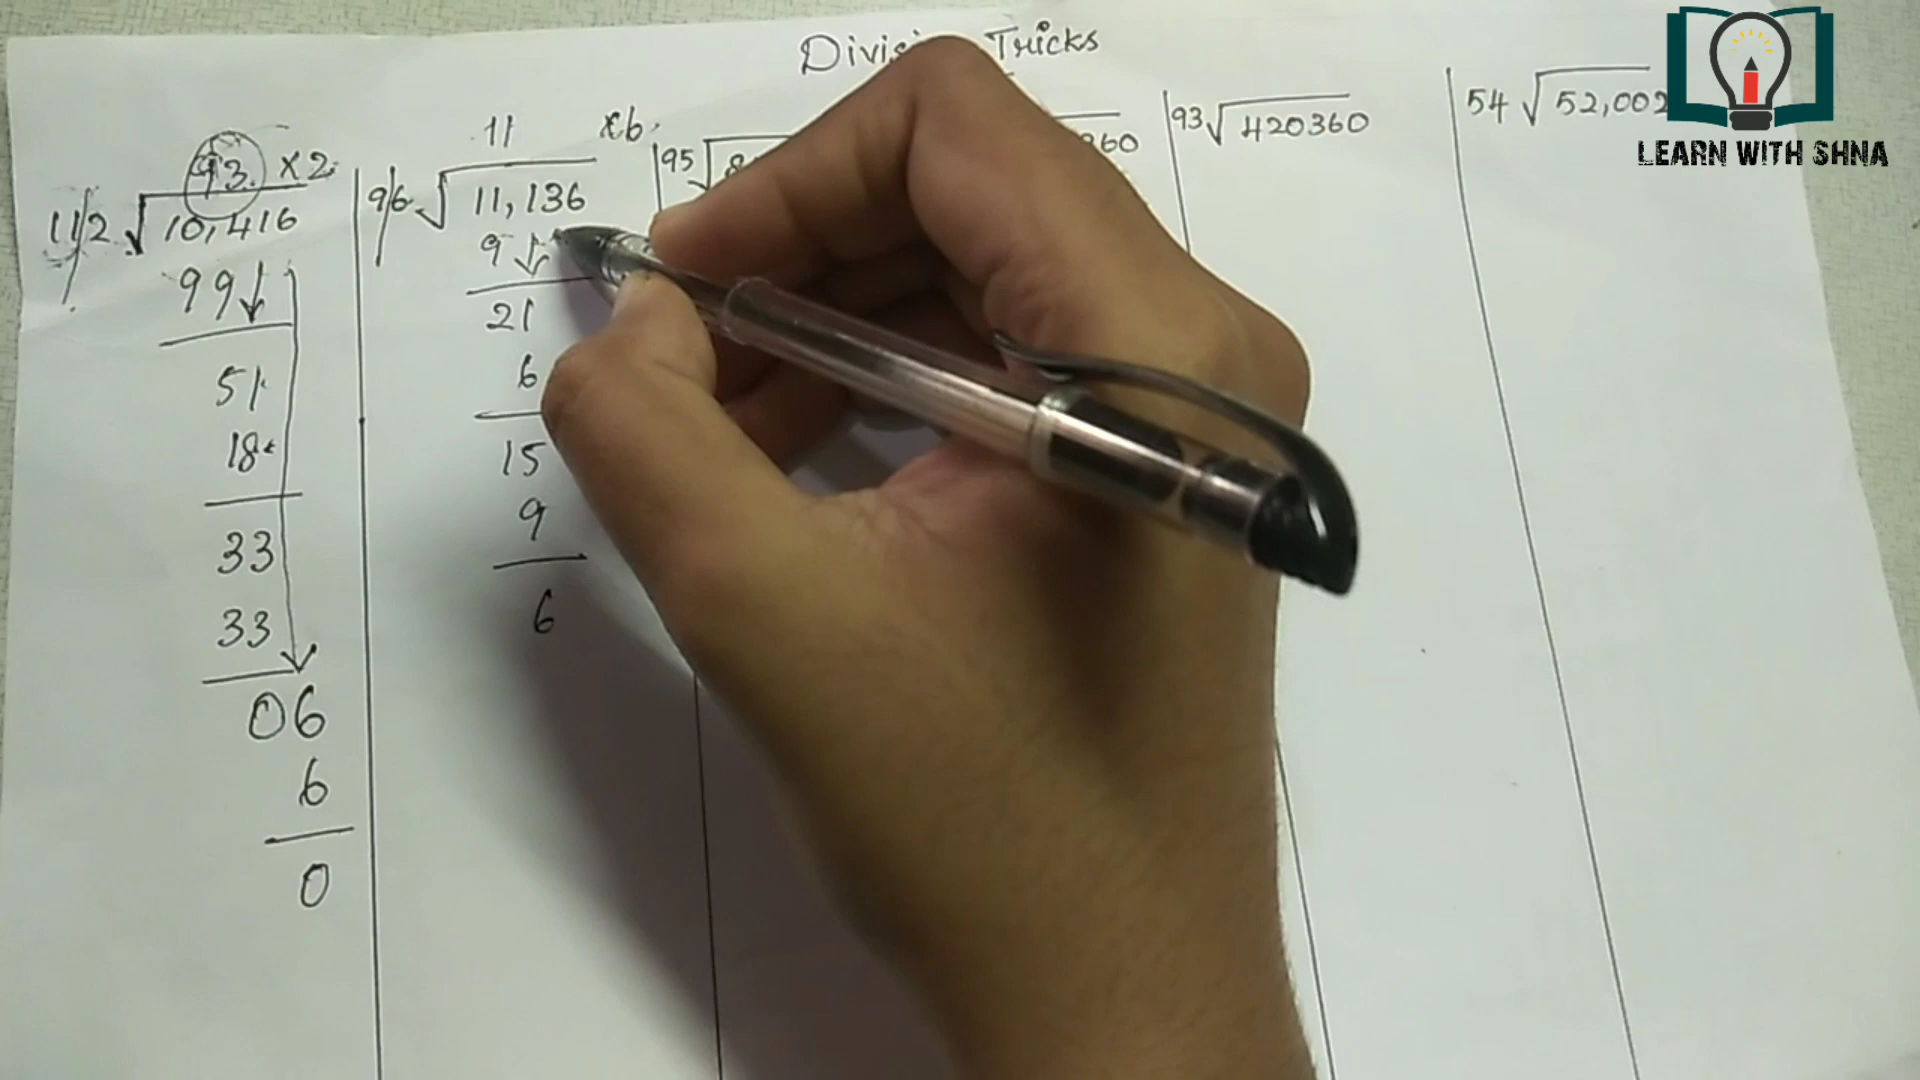 Tricks
93. X2.
112 √ 10,416
99
51
18
33
33
06
6
0
11 x6.
96 √ 11,136
9
21
6
15
9
6
95 √
360
93 √ 420360
54 √ 52,002
LEARN WITH SHNA